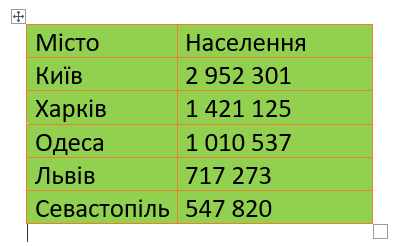 Місто Населення
Київ 2 952 301
Харків 1 421 125
Одеса 1 010 537
Львів 717 273
Севастопіль 547 820